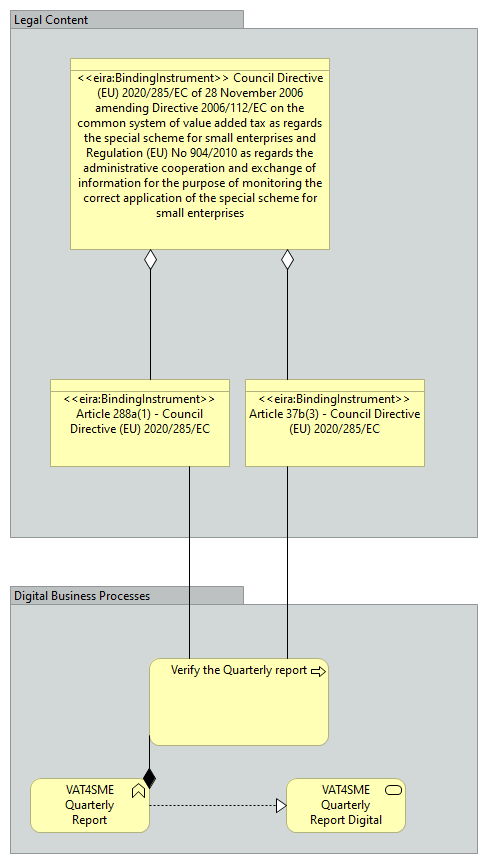 Legal Content
<<eira:BindingInstrument>> Council Directive
(EU) 2020/285/EC of 28 November 2006
amending Directive 2006/112/EC on the
common system of value added tax as regards
the special scheme for small enterprises and
Regulation (EU) No 904/2010 as regards the
administrative cooperation and exchange of
information for the purpose of monitoring the
correct application of the special scheme for
small enterprises
<<eira:BindingInstrument>>
Article 288a(1) - Council
Directive (EU) 2020/285/EC
<<eira:BindingInstrument>>
Article 37b(3) - Council Directive
(EU) 2020/285/EC
Digital Business Processes
Verify the Quarterly report
VAT4SME
Quarterly
Report
VAT4SME
Quarterly
Report Digital